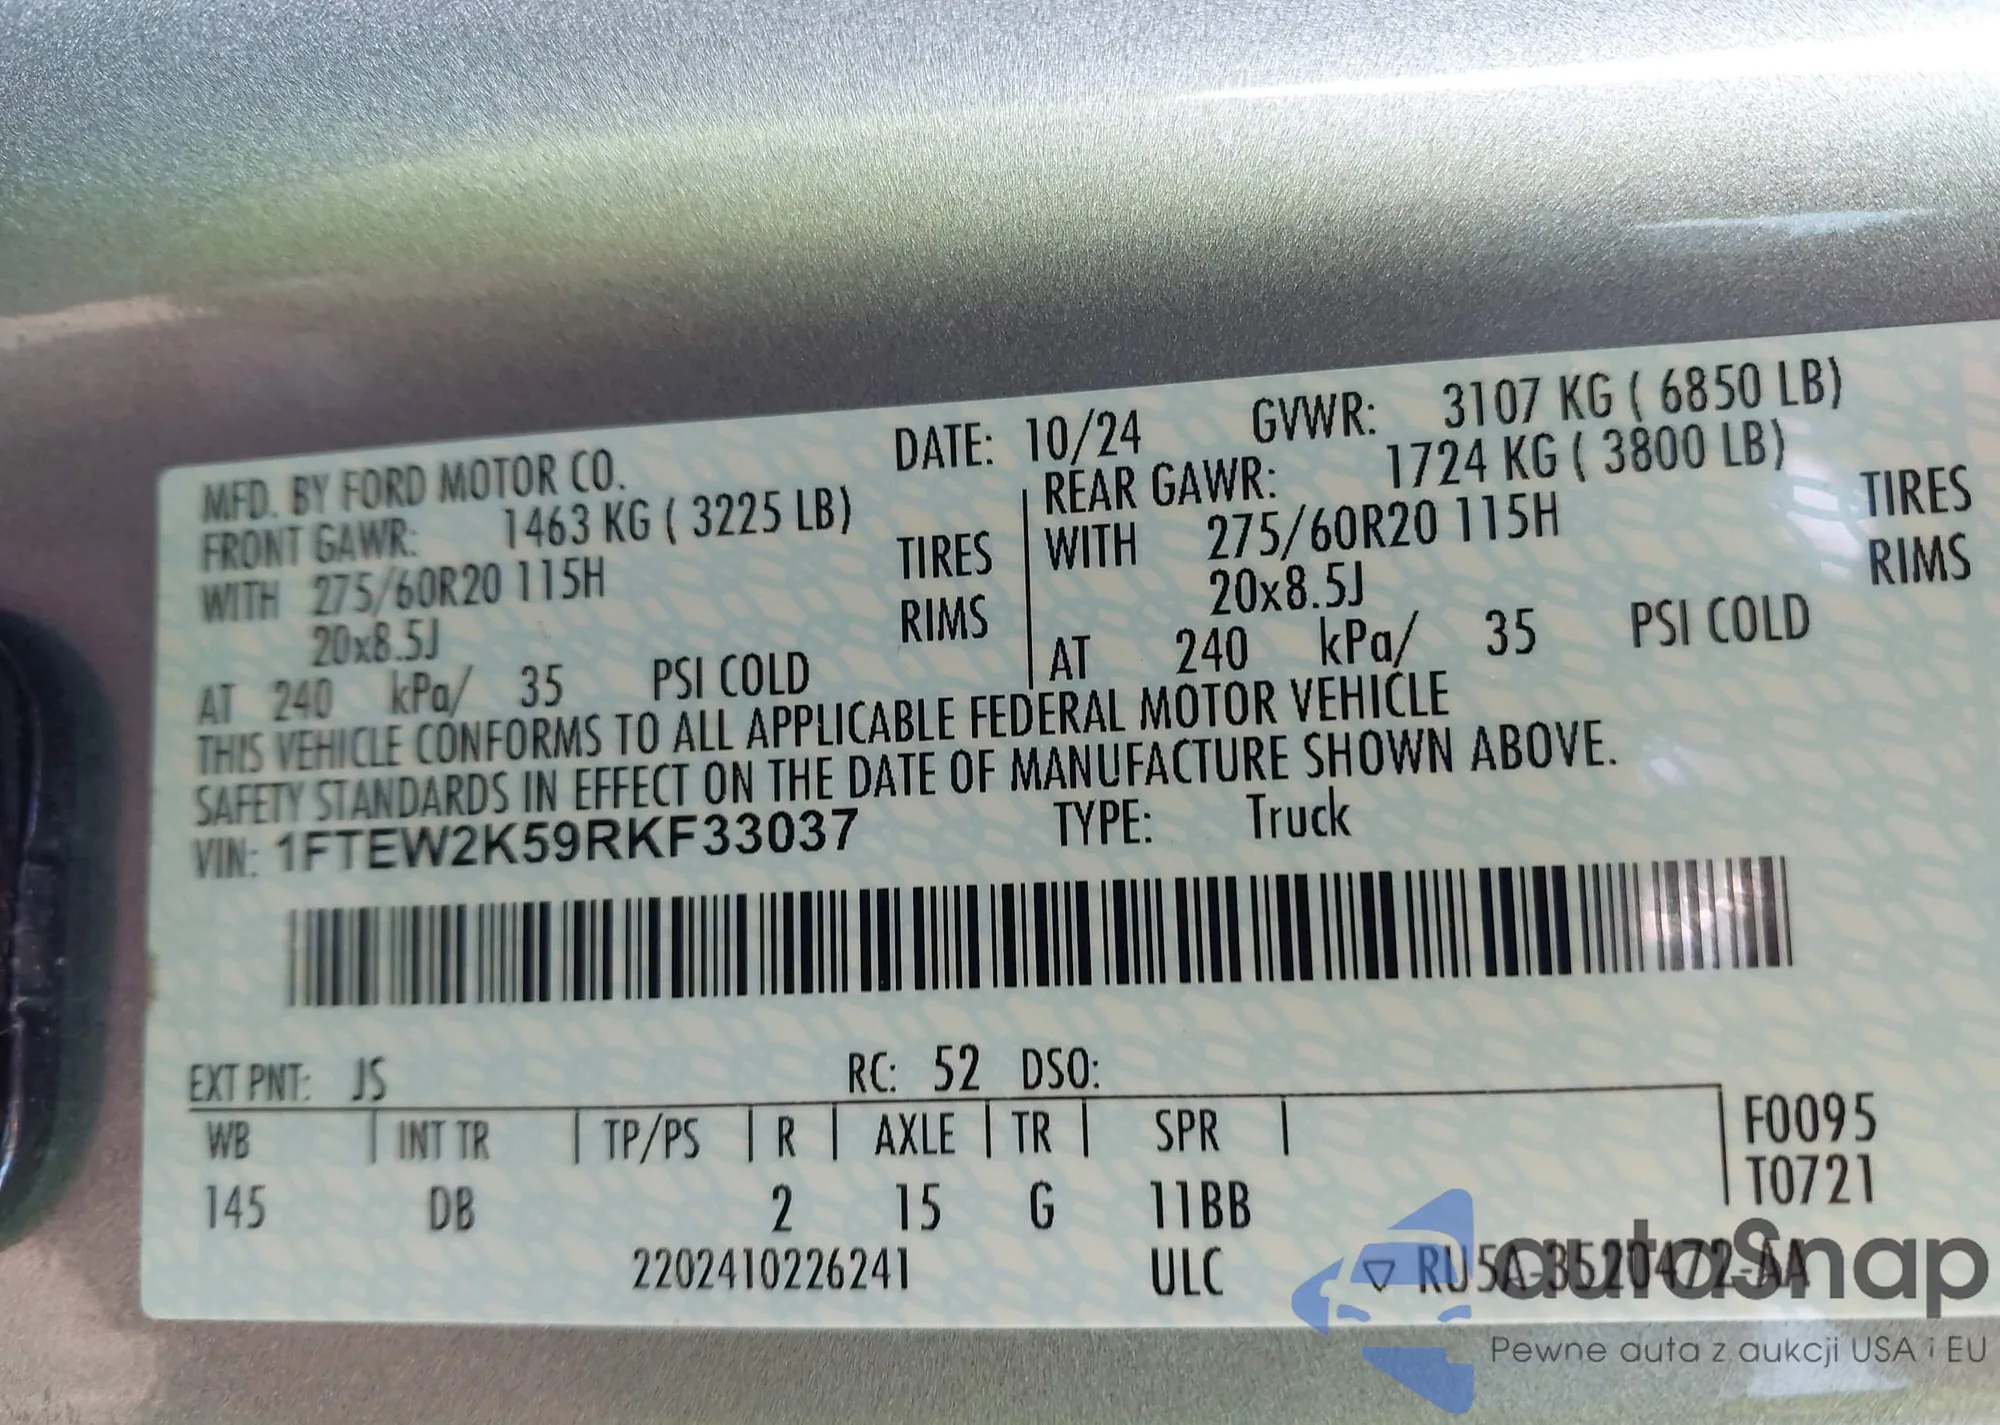 MFD. BY FORD MOTOR CO. DATE: 10/24 GVWR: 3107 KG ( 6850 LB)
FRONT GAWR: 1463 KG ( 3225 LB) REAR GAWR: 1724 KG ( 3800 LB)
WITH 275/60R20 115H TIRES WITH 275/60R20 115H TIRES
20x8.5J RIMS 20x8.5J RIMS
AT 240 kPa/ 35 PSI COLD AT 240 kPa/ 35 PSI COLD
THIS VEHICLE CONFORMS TO ALL APPLICABLE FEDERAL MOTOR VEHICLE
SAFETY STANDARDS IN EFFECT ON THE DATE OF MANUFACTURE SHOWN ABOVE.
VIN: 1FTEW2K59RKF33037 TYPE: Truck
EXT PNT: JS RC: 52 DSO:
WB INT TR TP/PS R AXLE TR SPR F0095
145 DB 2 15 G 11BB T0721
2202410226241 ULC RU5A-3520472-AA
autoSnap
Pewne auta z aukcji USA i EU